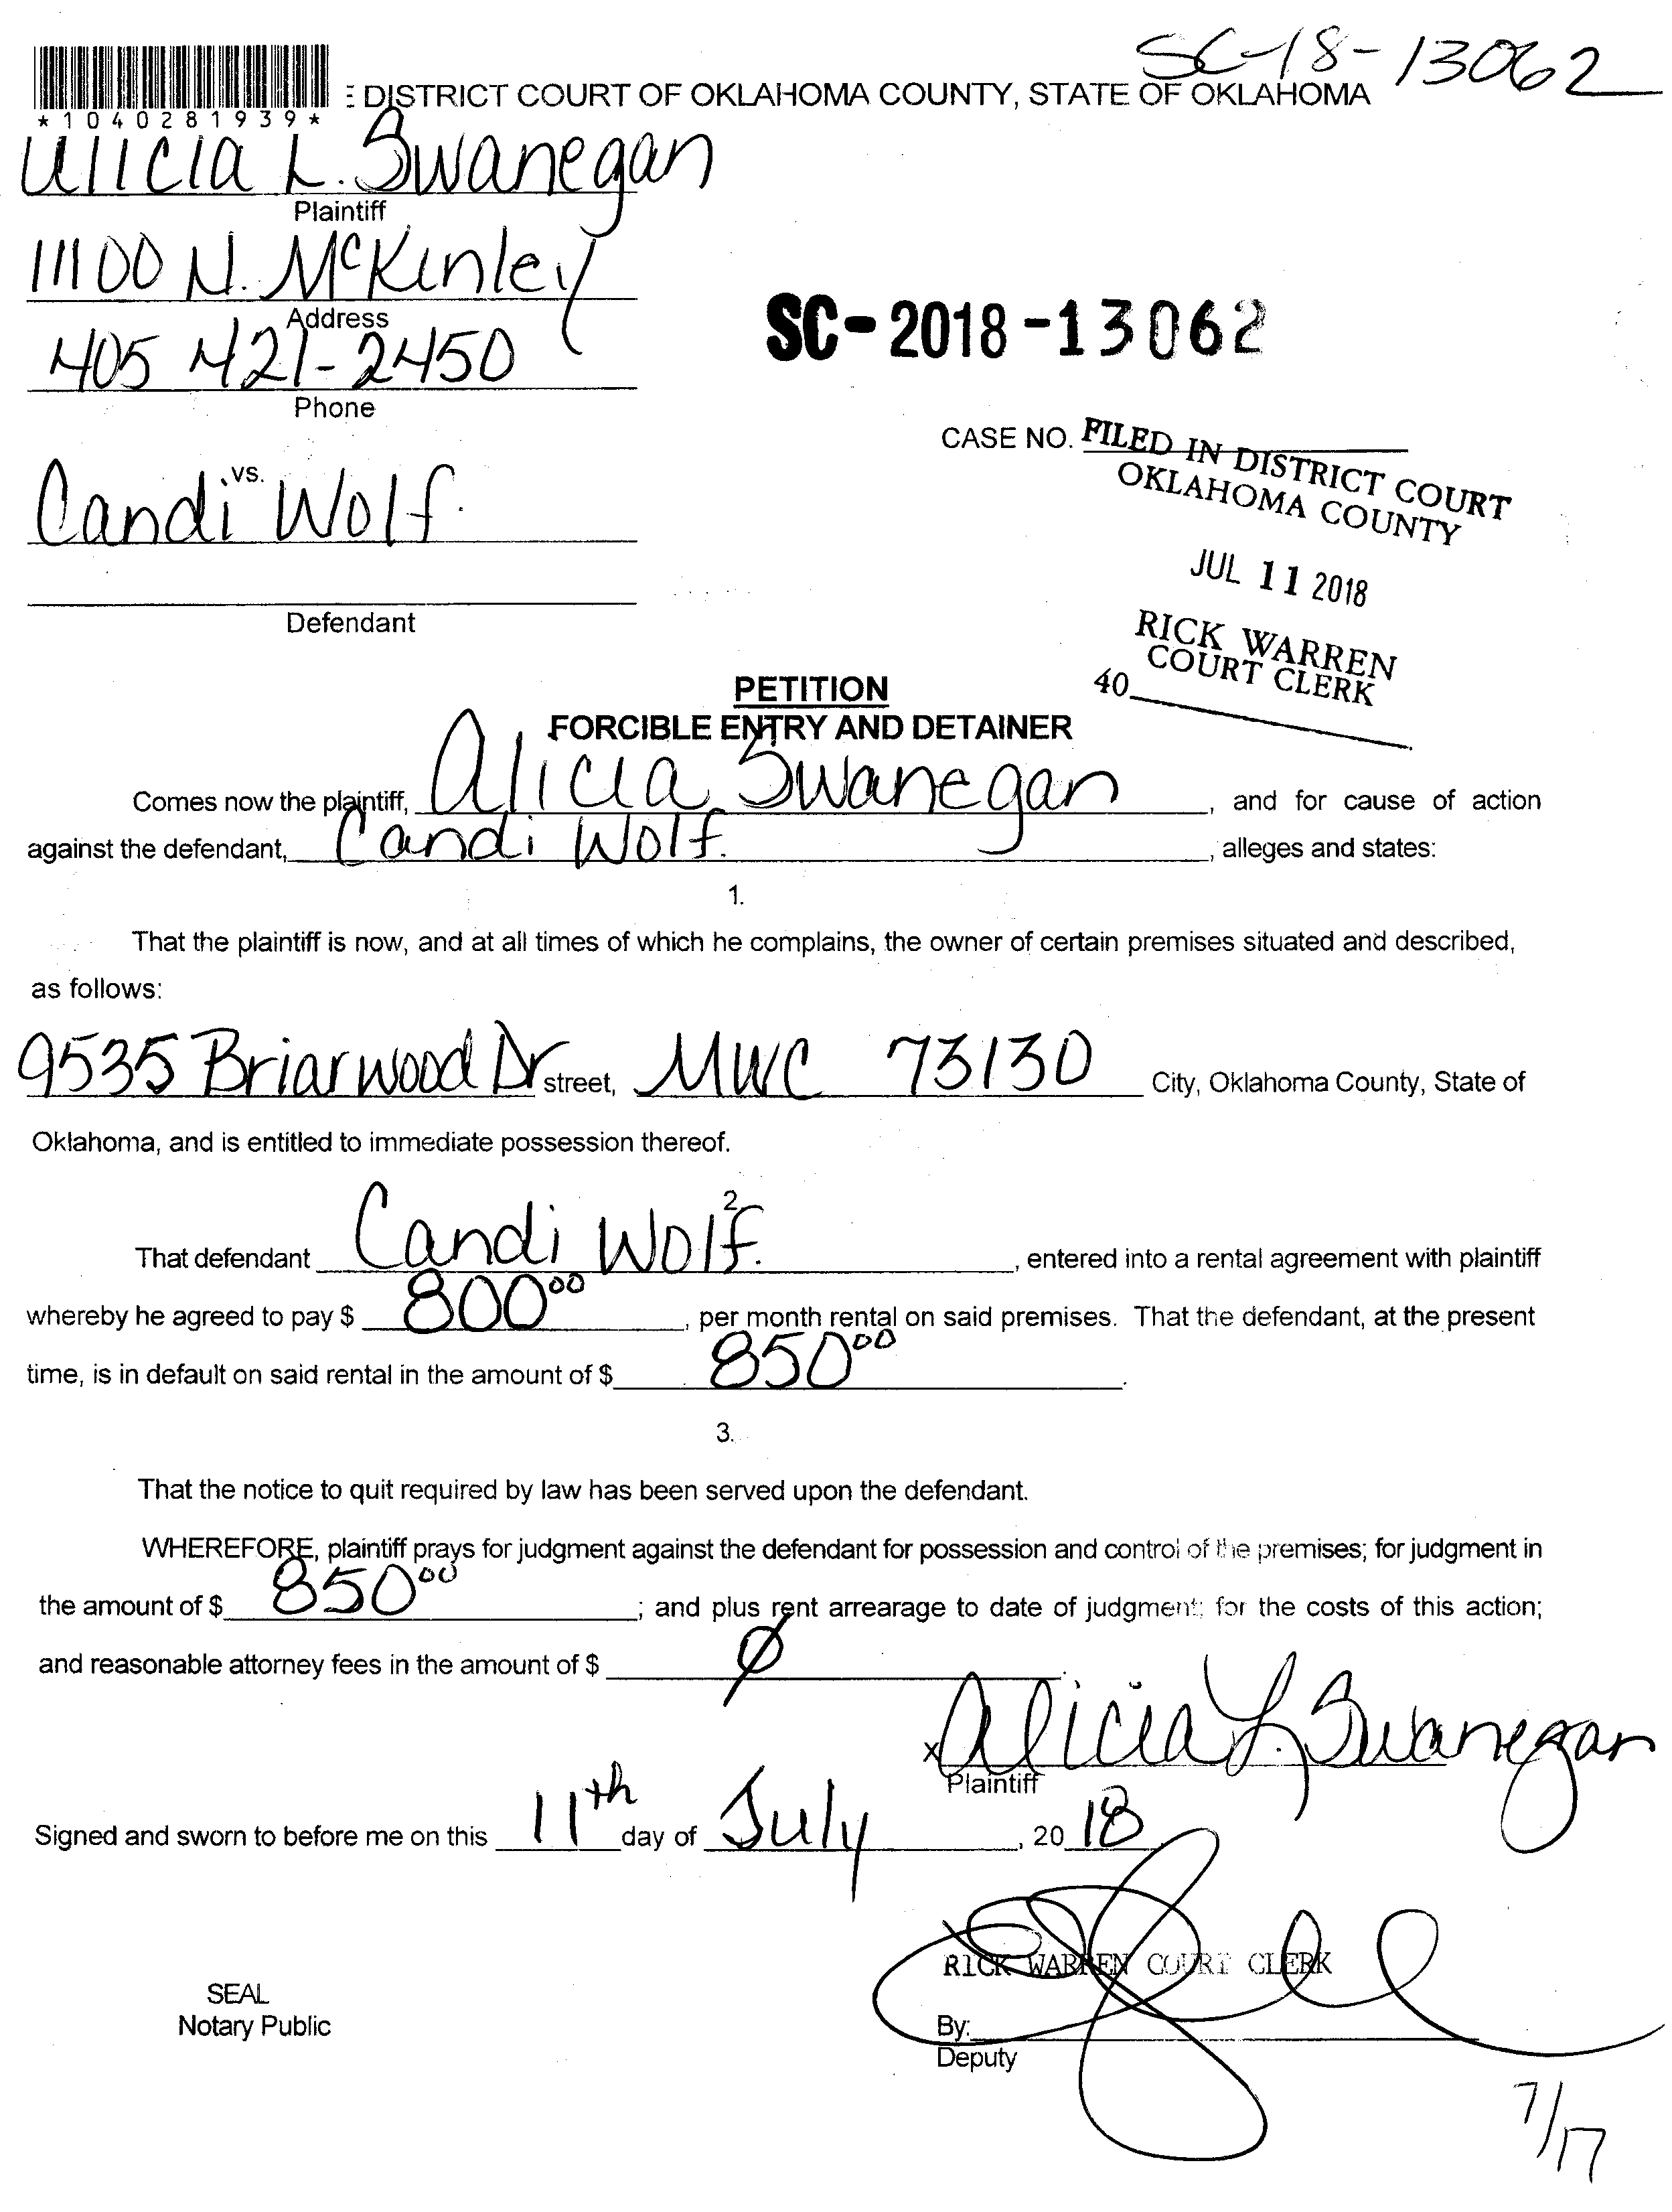 SC-18-13062
E DISTRICT COURT OF OKLAHOMA COUNTY, STATE OF OKLAHOMA
*1040281939*
Alicia L. Swanegan
Plaintiff
11100 N. McKinley
Address
405 421-2450
Phone
SC-2018-13062
CASE NO.
FILED IN DISTRICT COURT
OKLAHOMA COUNTY
JUL 11 2018
RICK WARREN
COURT CLERK
40
vs.
Candi Wolf.
Defendant
PETITION
FORCIBLE ENTRY AND DETAINER
Comes now the plaintiff, Alicia Swanegan, and for cause of action
against the defendant, Candi Wolf., alleges and states:
1.
That the plaintiff is now, and at all times of which he complains, the owner of certain premises situated and described,
as follows:
9535 Briarwood Dr street, MWC 73130 City, Oklahoma County, State of
Oklahoma, and is entitled to immediate possession thereof.
2.
That defendant Candi Wolf., entered into a rental agreement with plaintiff
whereby he agreed to pay $ 800 00, per month rental on said premises. That the defendant, at the present
time, is in default on said rental in the amount of $ 850 00.
3.
That the notice to quit required by law has been served upon the defendant.
WHEREFORE, plaintiff prays for judgment against the defendant for possession and control of the premises; for judgment in
the amount of $ 850 00; and plus rent arrearage to date of judgment; for the costs of this action;
and reasonable attorney fees in the amount of $ Ø.
x Alicia L. Swanegan
Plaintiff
Signed and sworn to before me on this 11th day of July, 20 18
RICK WARREN COURT CLERK
SEAL
Notary Public
By:
Deputy
7/17